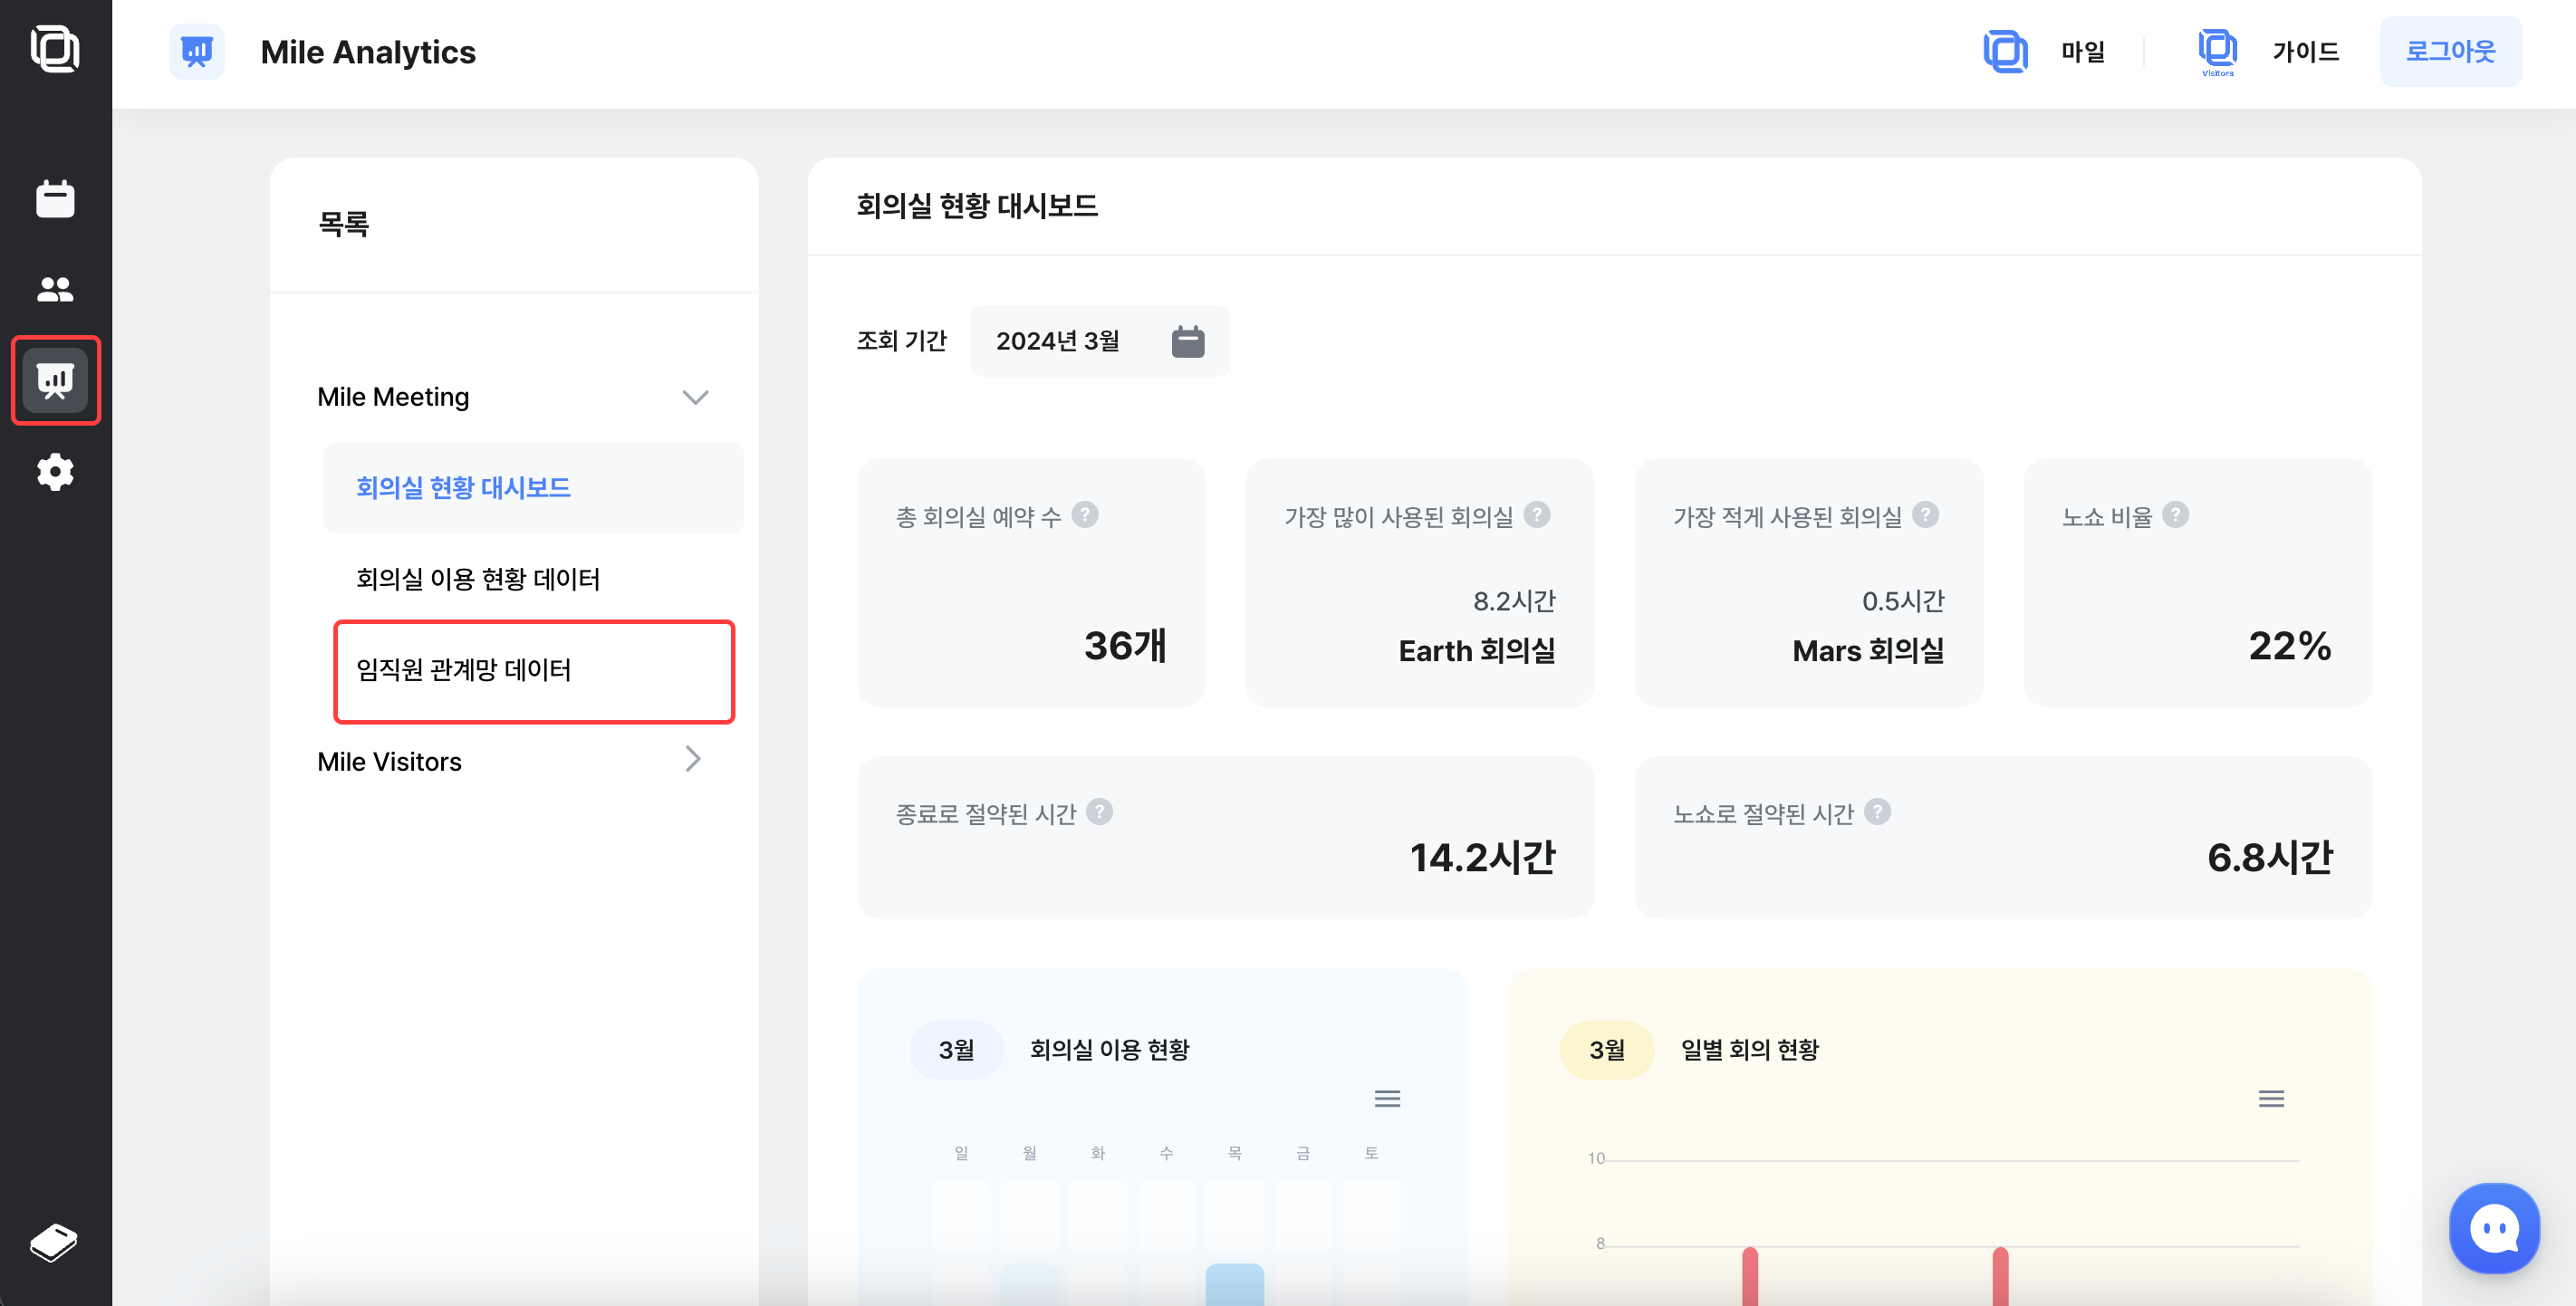 Mile Analytics
마일
Visitors
가이드
로그아웃
목록
Mile Meeting
회의실 현황 대시보드
회의실 이용 현황 데이터
임직원 관계망 데이터
Mile Visitors
회의실 현황 대시보드
조회 기간
2024년 3월
총 회의실 예약 수 ?
36개
가장 많이 사용된 회의실 ?
8.2시간
Earth 회의실
가장 적게 사용된 회의실 ?
0.5시간
Mars 회의실
노쇼 비율 ?
22%
종료로 절약된 시간 ?
14.2시간
노쇼로 절약된 시간 ?
6.8시간
3월 회의실 이용 현황
일 월 화 수 목 금 토
3월 일별 회의 현황
10
8